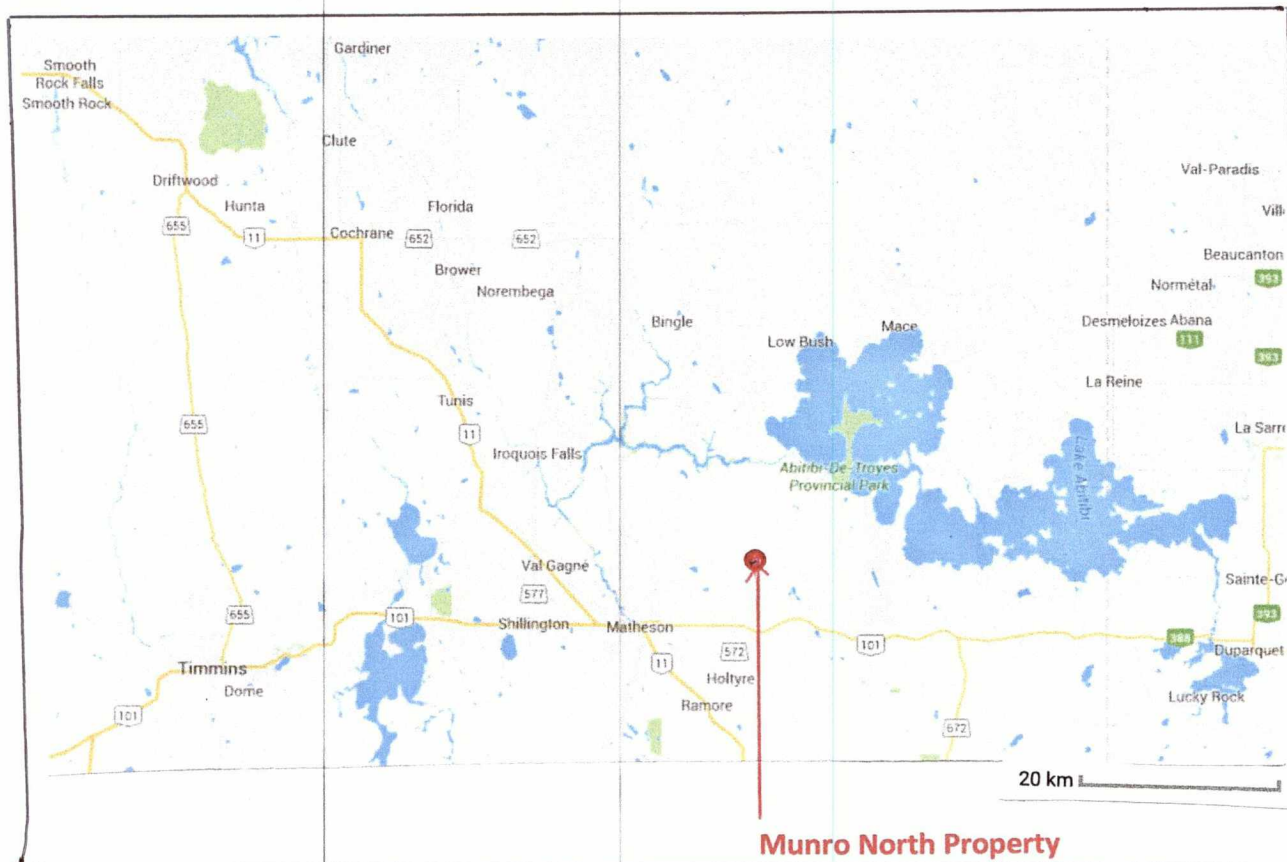 Gardiner
Smooth
Rock Falls
Smooth Rock
Clute
Val-Paradis
Driftwood
Hunta
Florida
655
11
Cochrane
652
652
Beaucanton
Brower
393
Norembega
Normétal
Bingle
Mace
Desmeloizes Abana
Low Bush
111
393
La Reine
Tunis
655
11
Iroquois Falls
Abitibi-De-Troyes
Provincial Park
Lake Abitibi
Val Gagné
577
655
101
Shillington
Matheson
393
388
572
101
11
Duparquet
Timmins
Dome
Holtyre
Lucky Rock
Ramore
101
672
20 km
Munro North Property